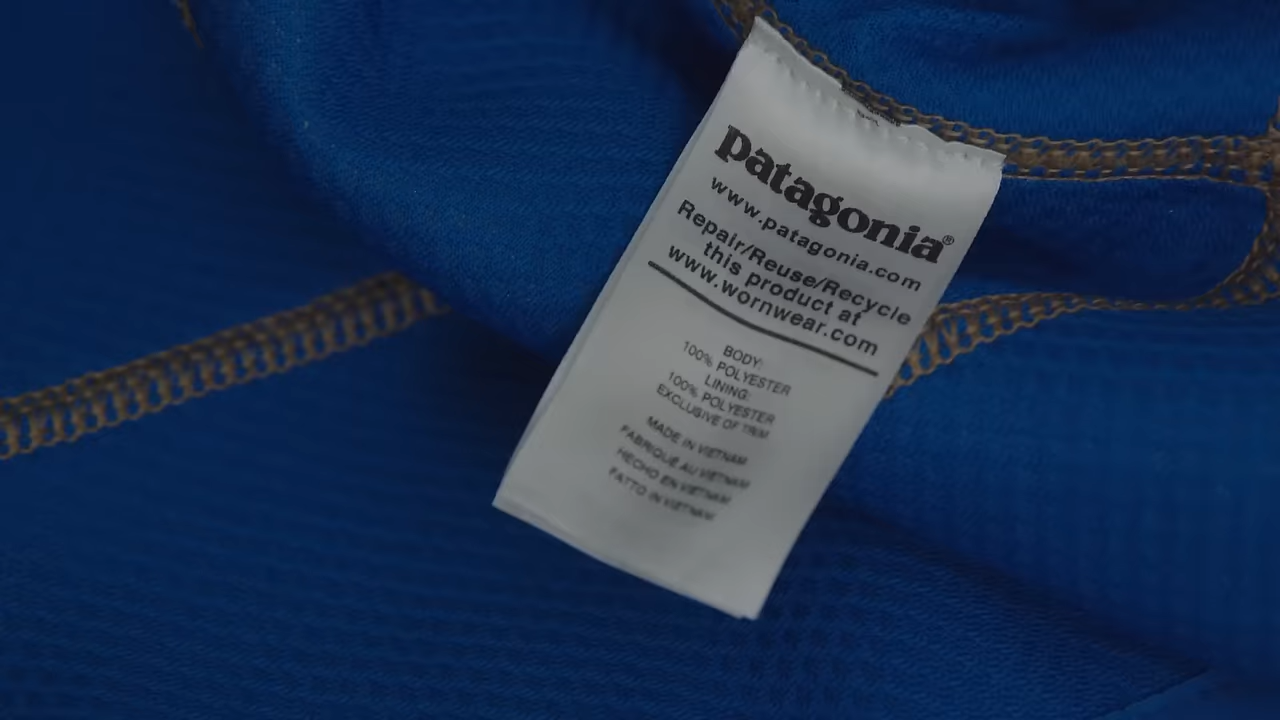 patagonia®
www.patagonia.com
Repair/Reuse/Recycle
this product at
www.wornwear.com
BODY:
100% POLYESTER
LINING:
100% POLYESTER
EXCLUSIVE OF TRIM
MADE IN VIETNAM
FABRIQUÉ AU VIETNAM
HECHO EN VIETNAM
FATTO IN VIETNAM